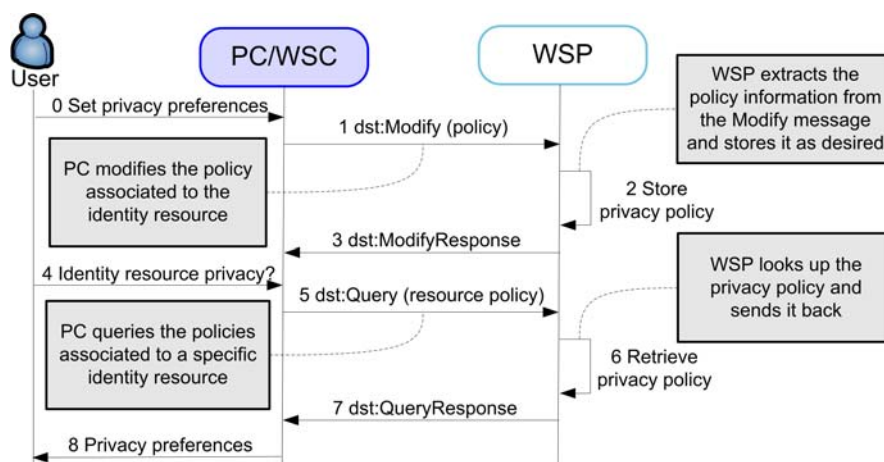 User
PC/WSC
WSP
0 Set privacy preferences
1 dst:Modify (policy)
WSP extracts the
policy information from
the Modify message
and stores it as desired
PC modifies the policy
associated to the
identity resource
2 Store
privacy policy
3 dst:ModifyResponse
4 Identity resource privacy?
5 dst:Query (resource policy)
WSP looks up the
privacy policy and
sends it back
PC queries the policies
associated to a specific
identity resource
6 Retrieve
privacy policy
7 dst:QueryResponse
8 Privacy preferences